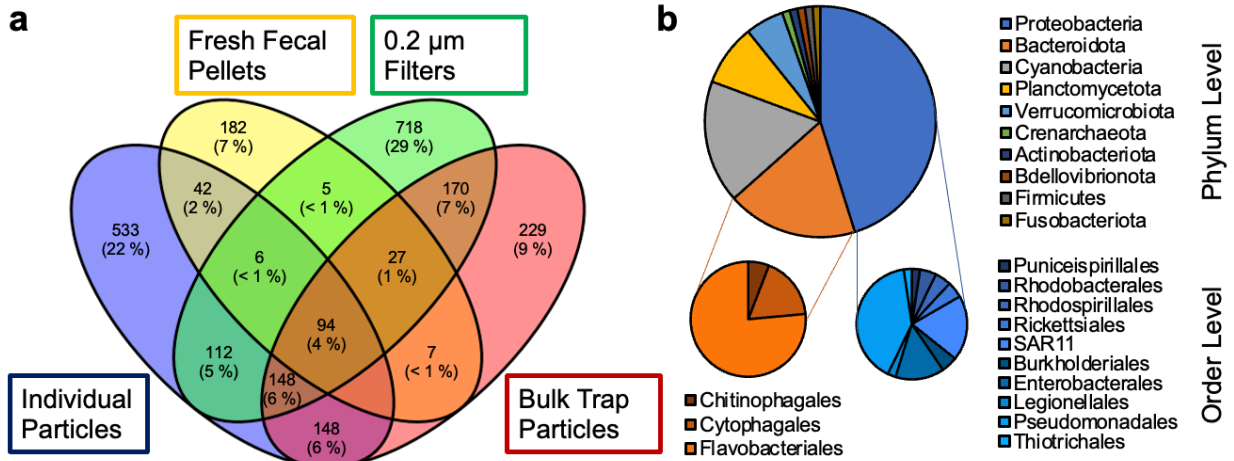 a
Fresh Fecal
Pellets
0.2 µm
Filters
182
(7 %)
718
(29 %)
42
(2 %)
5
(< 1 %)
170
(7 %)
533
(22 %)
229
(9 %)
6
(< 1 %)
27
(1 %)
94
(4 %)
112
(5 %)
7
(< 1 %)
148
(6 %)
148
(6 %)
Individual
Particles
Bulk Trap
Particles
b
Proteobacteria
Bacteroidota
Cyanobacteria
Planctomycetota
Verrucomicrobiota
Crenarchaeota
Actinobacteriota
Bdellovibrionota
Firmicutes
Fusobacteriota
Phylum Level
Puniceispirillales
Rhodobacterales
Rhodospirillales
Rickettsiales
SAR11
Burkholderiales
Enterobacterales
Legionellales
Pseudomonadales
Thiotrichales
Order Level
Chitinophagales
Cytophagales
Flavobacteriales